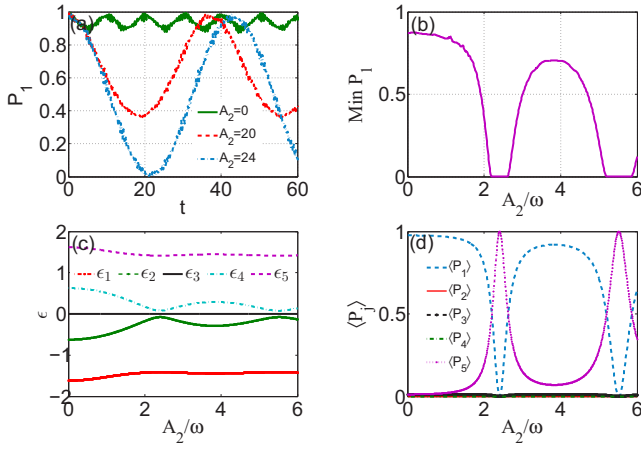 (a)
1
0.8
0.6
0.4
0.2
0
P1
A2=0
A2=20
A2=24
0 20 40 60
t
(b)
1
0.5
0
Min P1
0 2 4 6
A2/ω
(c)
2
1
0
−1
−2
ϵ
ϵ1 ϵ2 ϵ3 ϵ4 ϵ5
0 2 4 6
A2/ω
(d)
1
0.5
0
⟨Pj⟩
⟨P1⟩
⟨P2⟩
⟨P3⟩
⟨P4⟩
⟨P5⟩
0 2 4 6
A2/ω